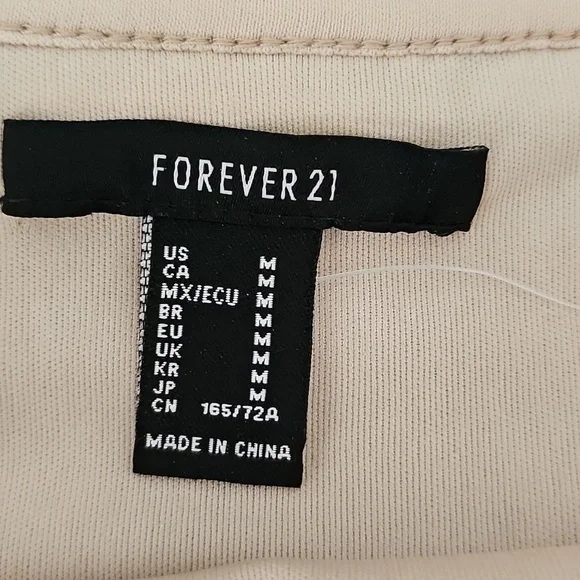 FOREVER 21
US M
CA M
MX/ECU M
BR M
EU M
UK M
KR M
JP M
CN 165/72A
MADE IN CHINA